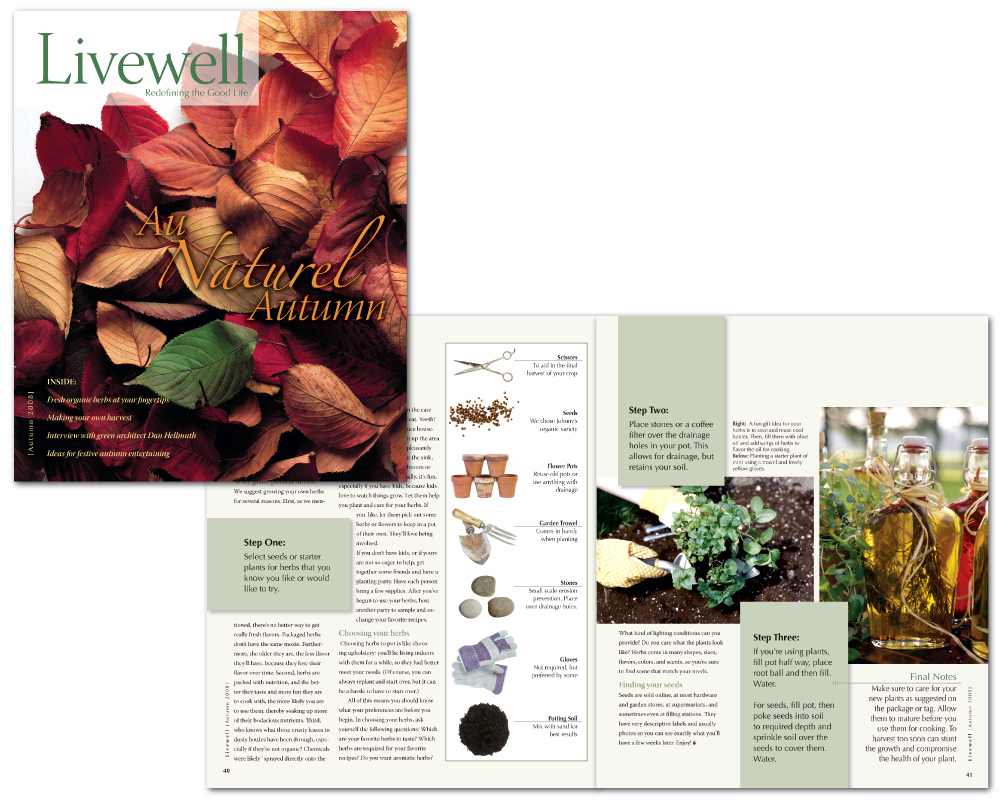 Livewell
Redefining the Good Life
Au
Naturel
Autumn
[Autumn 2008]
INSIDE:
Fresh organic herbs at your fingertips
Making your own harvest
Interview with green architect Dan Hellmuth
Ideas for festive autumn entertaining
We suggest growing your own herbs
for several reasons. First, as we men-
Step One:
Select seeds or starter
plants for herbs that you
know you like or would
like to try.
tioned, there's no better way to get
really fresh flavors. Packaged herbs
don't have the same moxie. Further-
more, the older they are, the less flavor
they'll have, because they lose their
flavor over time. Second, herbs are
packed with nutrition, and the bet-
ter they taste and more fun they are
to cook with, the more likely you are
to use them, thereby soaking up more
of their bodacious nutrients. Third,
who knows what those crusty leaves in
dusty bottles have been through, espe-
cially if they're not organic? Chemicals
were likely sprayed directly onto the
Livewell [Autumn 2008]
40
n the case
eat. Yeesh!
uce house-
up the area
pleasantly
the sink.
hroom or
ally, it's fun,
especially if you have kids, because kids
love to watch things grow. Let them help
you plant and care for your herbs. If
you like, let them pick out some
herbs or flowers to keep in a pot
of their own. They'll love being
involved.
If you don't have kids, or if yours
are not so eager to help, get
together some friends and have a
planting party. Have each person
bring a few supplies. After you've
begun to use your herbs, host
another party to sample and ex-
change your favorite recipes.
Choosing your herbs
Choosing herbs to pot is like choos-
ing upholstery: you'll be living indoors
with them for a while, so they had better
meet your needs. (Of course, you can
always replant and start over, but it can
be a hassle to have to start over.)
All of this means you should know
what your preferences are before you
begin. In choosing your herbs, ask
yourself the following questions: Which
are your favorite herbs to taste? Which
herbs are required for your favorite
recipes? Do you want aromatic herbs?
Scissors
To aid in the final
harvest of your crop
Seeds
We chose Johnny's
organic variety
Flower Pots
Reuse old pots or
use anything with
drainage
Garden Trowel
Comes in handy
when planting
Stones
Small scale erosion
prevention. Place
over drainage holes.
Gloves
Not required, but
preferred by some
Potting Soil
Mix with sand for
best results
Step Two:
Place stones or a coffee
filter over the drainage
holes in your pot. This
allows for drainage, but
retains your soil.
Right: A fun gift idea for your
herbs is to save and reuse cool
bottles. Then, fill them with olive
oil and add sprigs of herbs to
flavor the oil for cooking.
Below: Planting a starter plant of
mint using a trowel and lovely
yellow gloves.
What kind of lighting conditions can you
provide? Do you care what the plants look
like? Herbs come in many shapes, sizes,
flavors, colors, and scents, so you're sure
to find some that match your needs.
Finding your seeds
Seeds are sold online, at most hardware
and garden stores, at supermarkets, and
sometimes even at filling stations. They
have very descriptive labels and usually
photos so you can see exactly what you'll
have a few weeks later. Enjoy!
Step Three:
If you're using plants,
fill pot half way, place
root ball and then fill.
Water.
For seeds, fill pot, then
poke seeds into soil
to required depth and
sprinkle soil over the
seeds to cover them.
Water.
Final Notes
Make sure to care for your
new plants as suggested on
the package or tag. Allow
them to mature before you
use them for cooking. To
harvest too soon can stunt
the growth and compromise
the health of your plant.
Livewell [Autumn 2008]
41